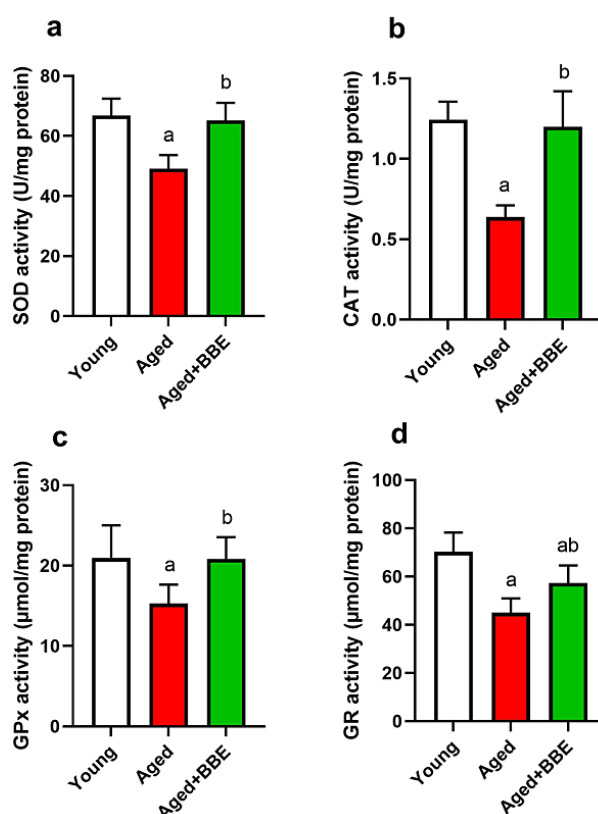 a
SOD activity (U/mg protein)
80
60
40
20
0
a
b
Young
Aged
Aged+BBE
b
CAT activity (U/mg protein)
1.5
1.0
0.5
0.0
a
b
Young
Aged
Aged+BBE
c
GPx activity (µmol/mg protein)
30
20
10
0
a
b
Young
Aged
Aged+BBE
d
GR activity (µmol/mg protein)
100
80
60
40
20
0
a
ab
Young
Aged
Aged+BBE